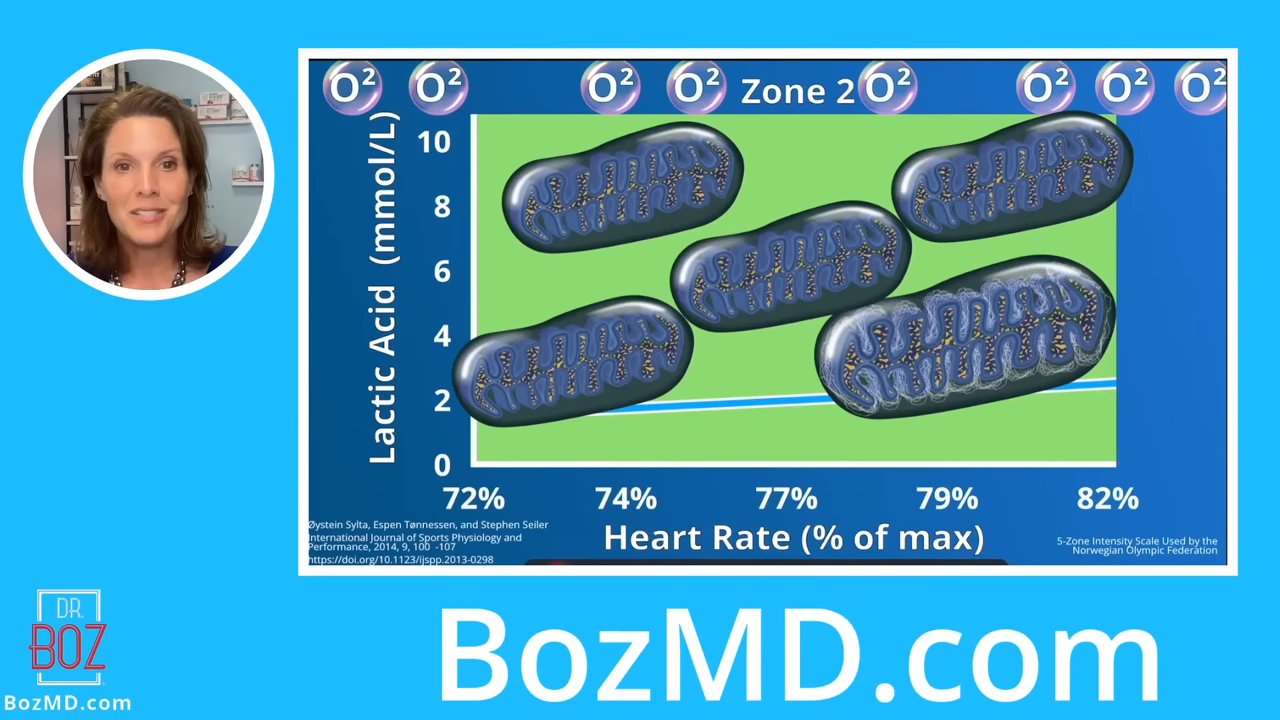 O² O² O² O² Zone 2 O² O² O² O²
Lactic Acid (mmol/L)
10
8
6
4
2
0
72% 74% 77% 79% 82%
Heart Rate (% of max)
Øystein Sylta, Espen Tønnessen, and Stephen Seiler
International Journal of Sports Physiology and
Performance, 2014, 9, 100 -107
https://doi.org/10.1123/ijspp.2013-0298
5-Zone Intensity Scale Used by the
Norwegian Olympic Federation
DR.
BOZ
BozMD.com
BozMD.com